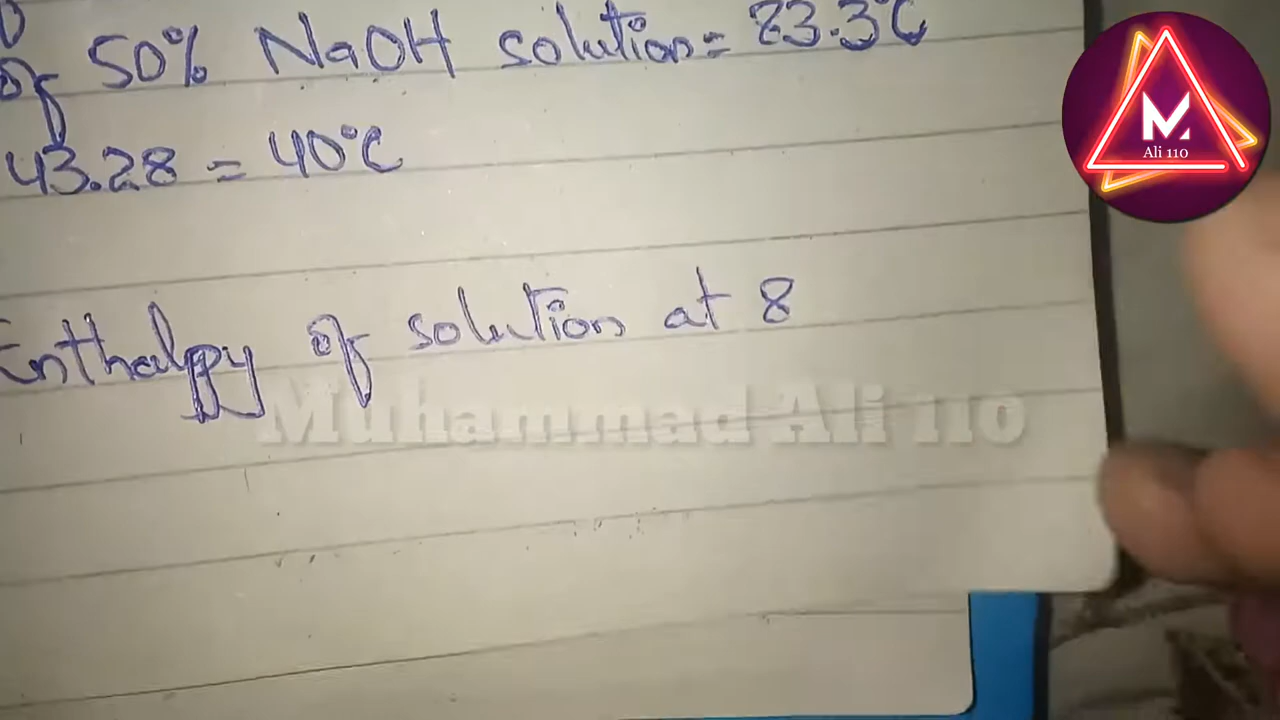 of 50% NaOH solution = 83.3°C
43.28 = 40°C
Enthalpy of solution at 8
Muhammad Ali 110
M
Ali 110